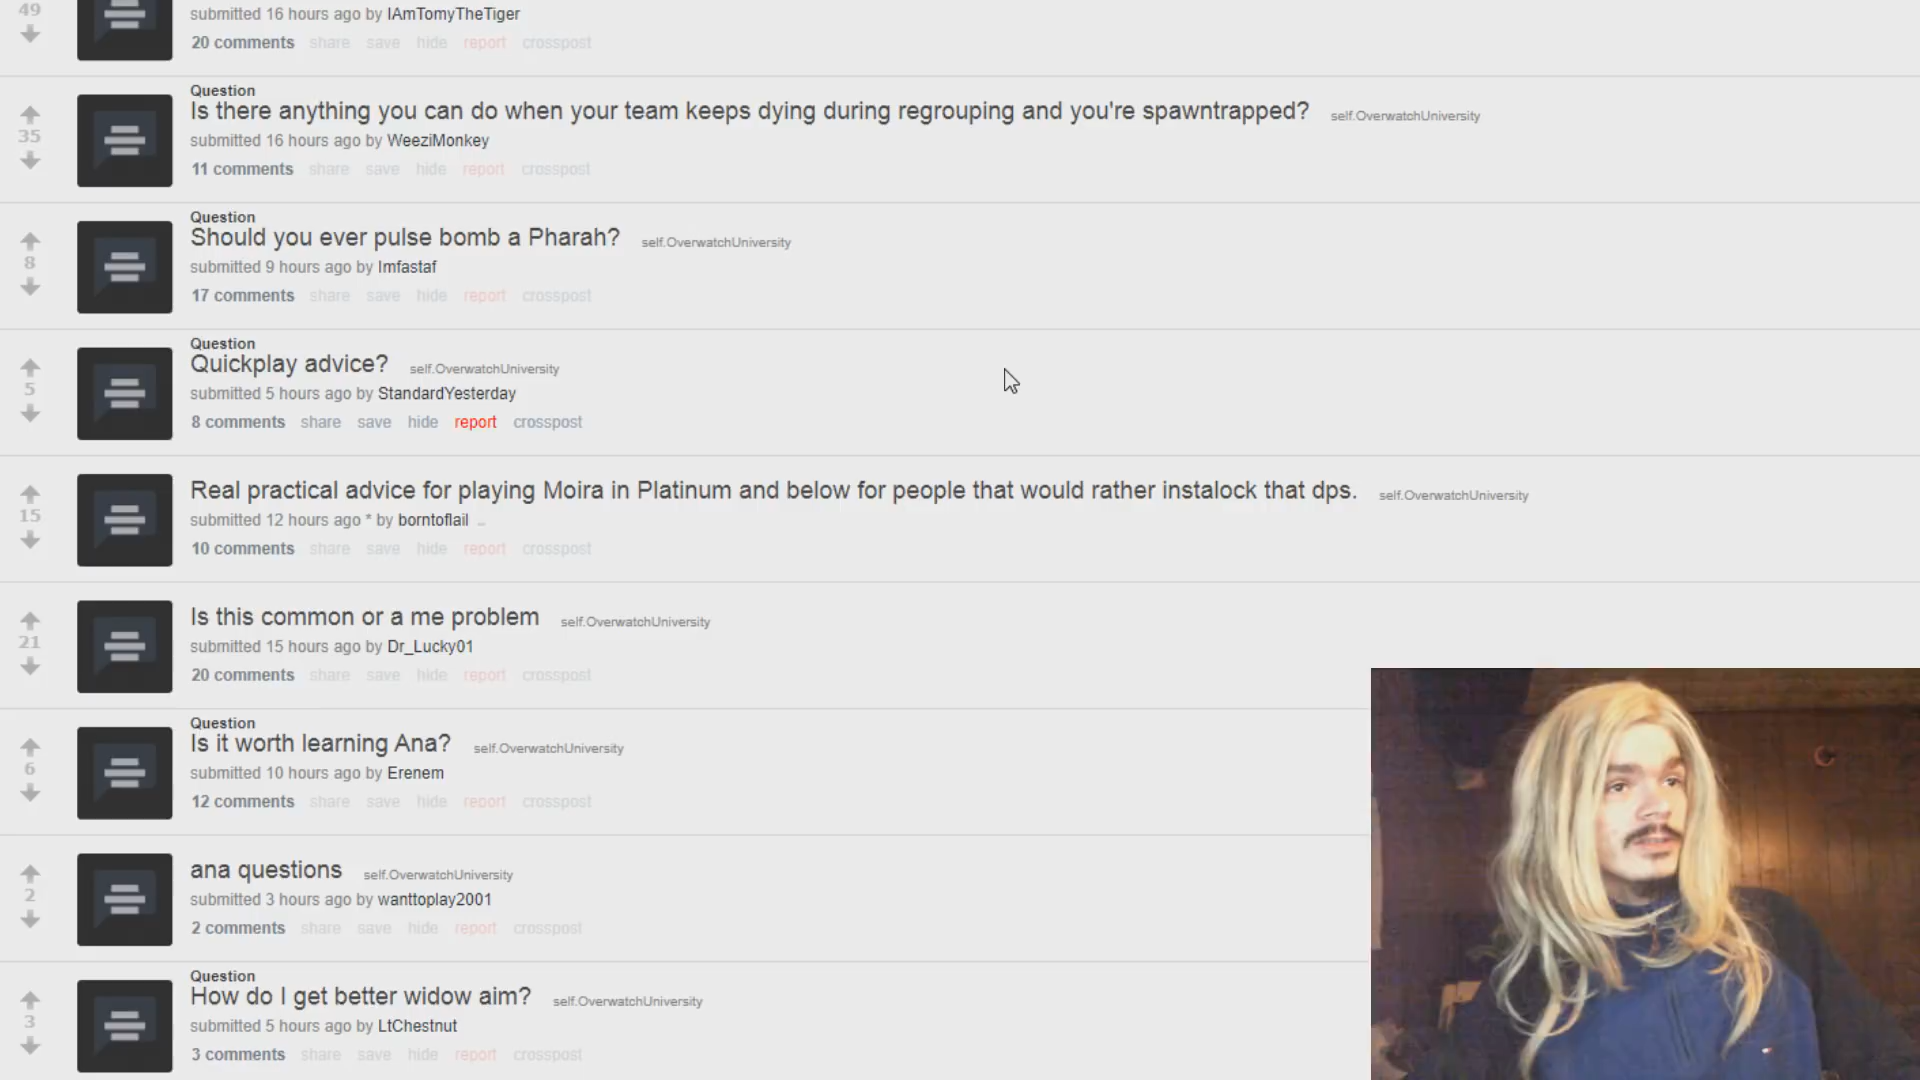 49
submitted 16 hours ago by IAmTomyTheTiger
20 comments share save hide report crosspost
Question
Is there anything you can do when your team keeps dying during regrouping and you're spawntrapped? self.OverwatchUniversity
35
submitted 16 hours ago by WeeziMonkey
11 comments share save hide report crosspost
Question
Should you ever pulse bomb a Pharah? self.OverwatchUniversity
8
submitted 9 hours ago by Imfastaf
17 comments share save hide report crosspost
Question
Quickplay advice? self.OverwatchUniversity
5
submitted 5 hours ago by StandardYesterday
8 comments share save hide report crosspost
Real practical advice for playing Moira in Platinum and below for people that would rather instalock that dps. self.OverwatchUniversity
15
submitted 12 hours ago * by borntoflail
10 comments share save hide report crosspost
Is this common or a me problem self.OverwatchUniversity
21
submitted 15 hours ago by Dr_Lucky01
20 comments share save hide report crosspost
Question
Is it worth learning Ana? self.OverwatchUniversity
6
submitted 10 hours ago by Erenem
12 comments share save hide report crosspost
ana questions self.OverwatchUniversity
2
submitted 3 hours ago by wanttoplay2001
2 comments share save hide report crosspost
Question
How do I get better widow aim? self.OverwatchUniversity
3
submitted 5 hours ago by LtChestnut
3 comments share save hide report crosspost